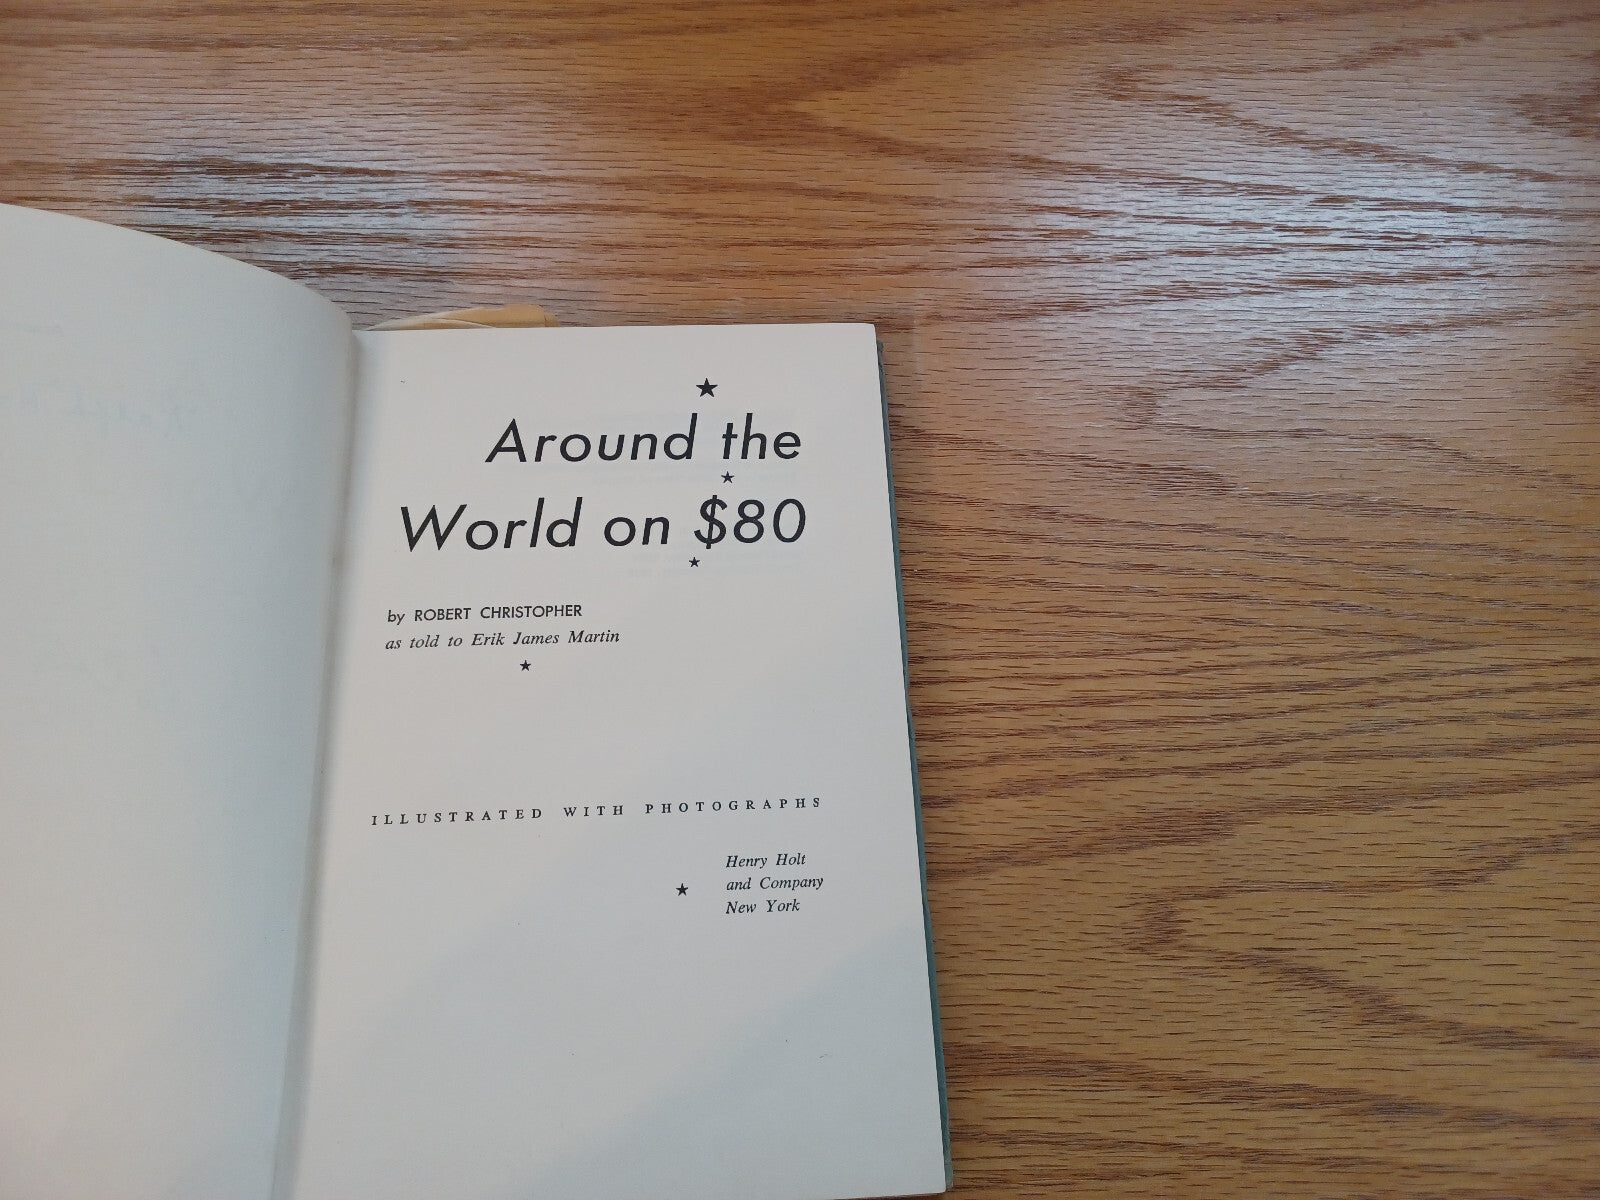 Around the
World on $80
by ROBERT CHRISTOPHER
as told to Erik James Martin
ILLUSTRATED WITH PHOTOGRAPHS
Henry Holt
and Company
New York